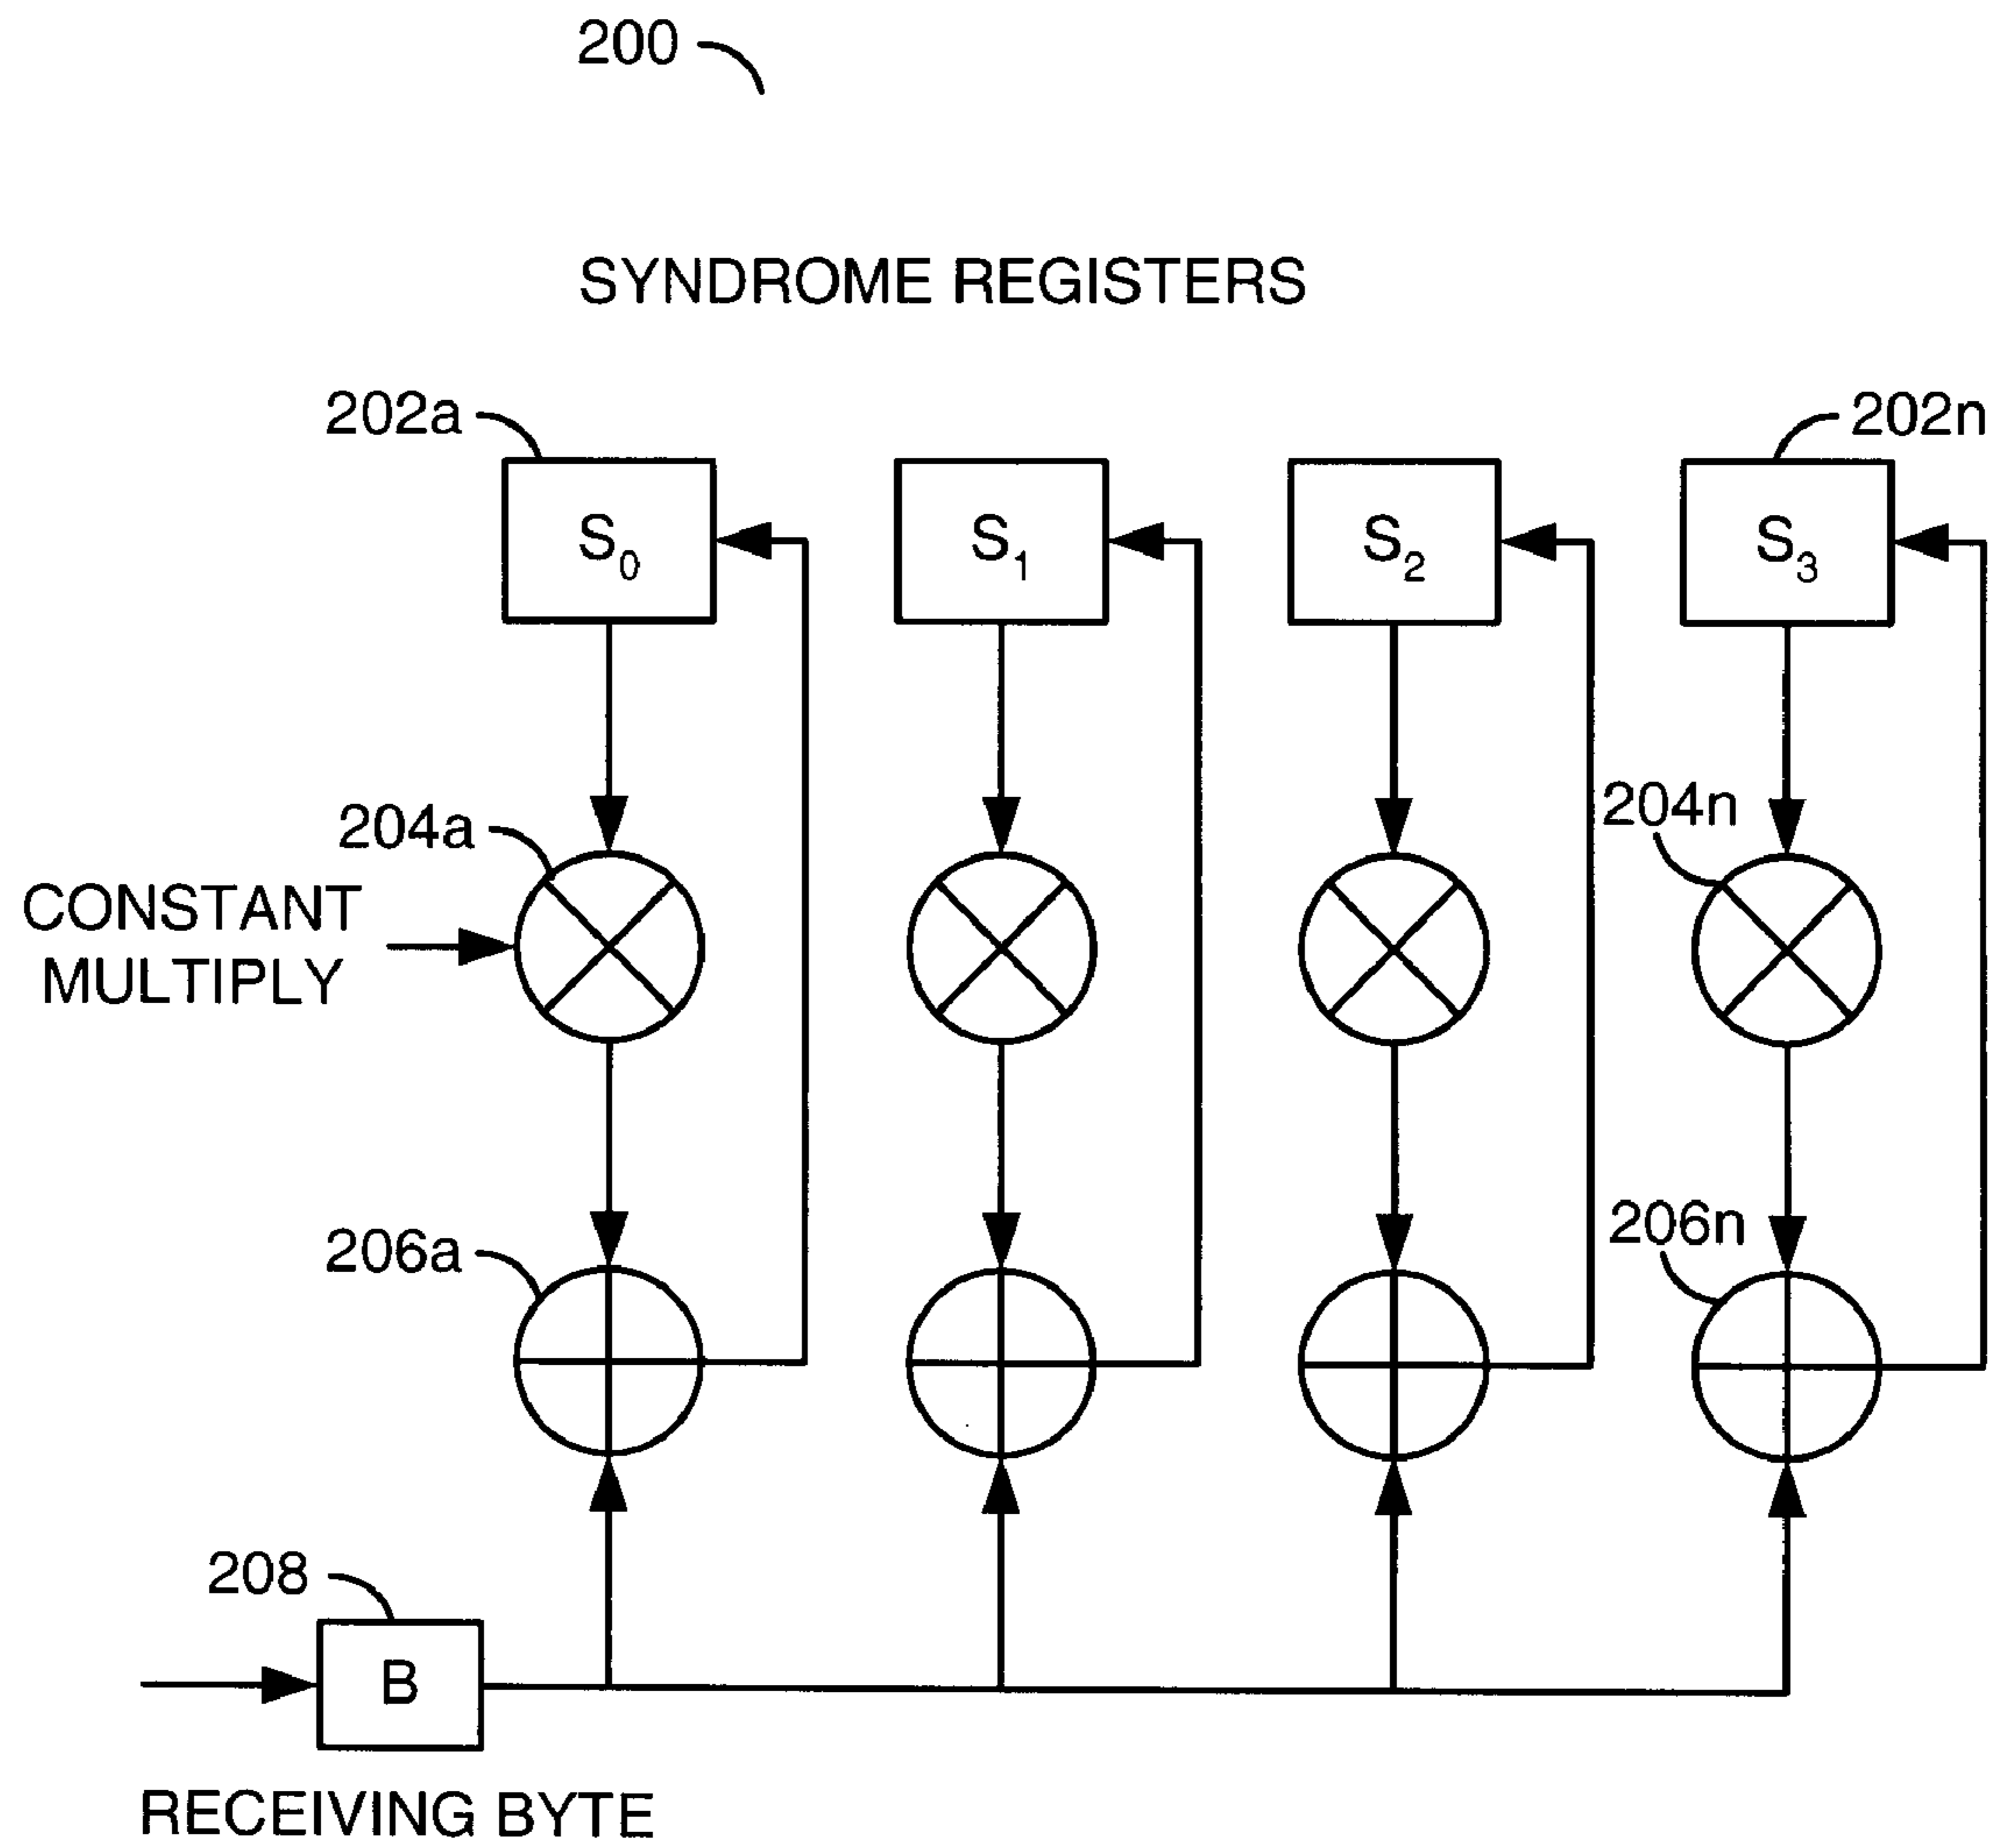 200
SYNDROME REGISTERS
202a
202n
S0
S1
S2
S3
204a
204n
CONSTANT
MULTIPLY
206a
206n
208
B
RECEIVING BYTE